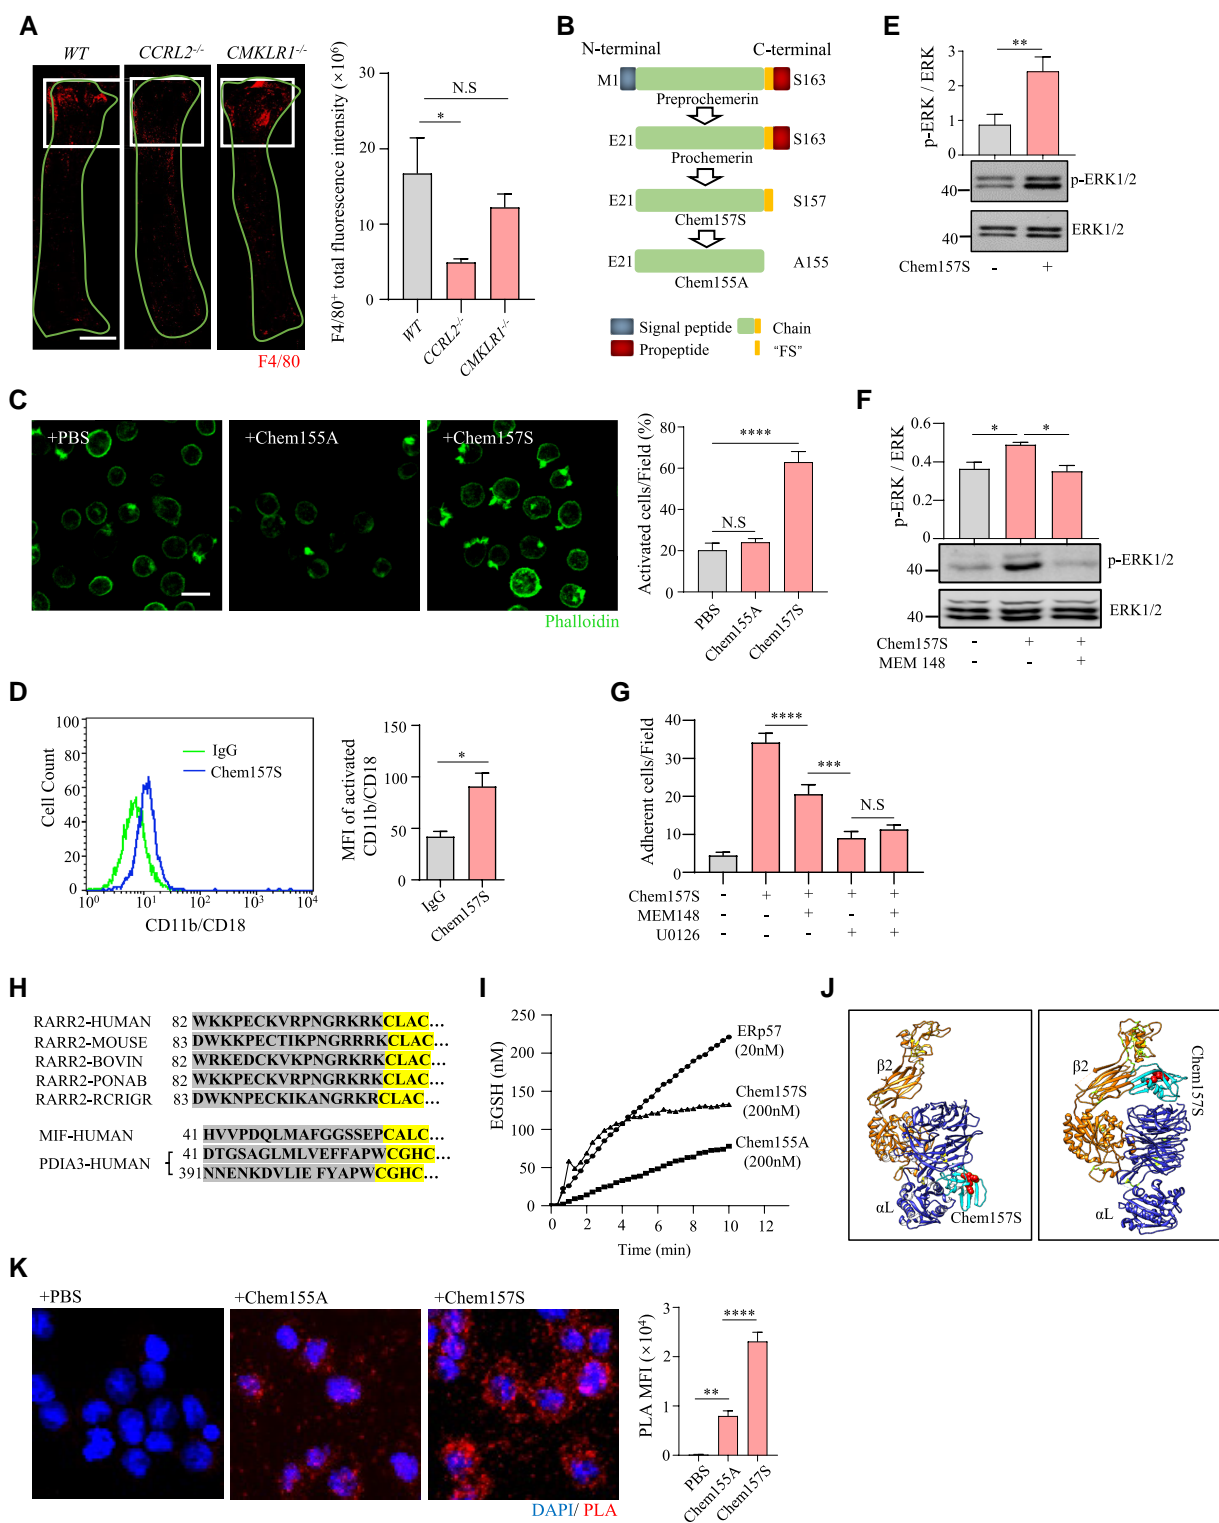 A
WT
CCRL2-/-
CMKLR1-/-
F4/80
F4/80+ total fluorescence intensity (×10⁶)
30
20
10
0
N.S
*
WT
CCRL2-/-
CMKLR1-/-
B
N-terminal
C-terminal
M1
S163
Preprochemerin
E21
S163
Prochemerin
E21
S157
Chem157S
E21
A155
Chem155A
Signal peptide
Chain
Propeptide
"FS"
E
p-ERK / ERK
3
2
1
0
**
40
p-ERK1/2
40
ERK1/2
Chem157S
-
+
C
+PBS
+Chem155A
+Chem157S
Phalloidin
Activated cells/Field (%)
80
60
40
20
0
****
N.S
PBS
Chem155A
Chem157S
F
p-ERK / ERK
0.6
0.4
0.2
0
*
*
40
p-ERK1/2
40
ERK1/2
Chem157S - + +
MEM 148 - - +
D
Cell Count
100
80
60
40
20
0
IgG
Chem157S
10⁰ 10¹ 10² 10³ 10⁴
CD11b/CD18
MFI of activated
CD11b/CD18
150
100
50
0
*
IgG
Chem157S
G
Adherent cells/Field
40
30
20
10
0
****
***
N.S
Chem157S - + + + +
MEM148 - - + - +
U0126 - - - + +
H
RARR2-HUMAN 82 WKKPECKVRPNGRKRKCLAC...
RARR2-MOUSE 83 DWKKPECTIKPNGRRRKCLAC...
RARR2-BOVIN 82 WRKEDCKVKPNGRKRKCLAC...
RARR2-PONAB 82 WKKPECKVRPNGRKRKCLAC...
RARR2-RCRIGR 83 DWKNPECKIKANGRKRCLAC...
MIF-HUMAN 41 HVVPDQLMAFGGSSEPCALC...
PDIA3-HUMAN { 41 DTGSAGLMLVEFFAPWCGHC...
391 NNENKDVLIEF YAPWCGHC...
I
EGSH (nM)
250
200
150
100
50
0
0 2 4 6 8 10 12
Time (min)
ERp57
(20nM)
Chem157S
(200nM)
Chem155A
(200nM)
J
β2
αL
Chem157S
β2
αL
Chem157S
K
+PBS
+Chem155A
+Chem157S
DAPI/ PLA
PLA MFI (×10⁴)
3
2
1
0
****
**
PBS
Chem155A
Chem157S